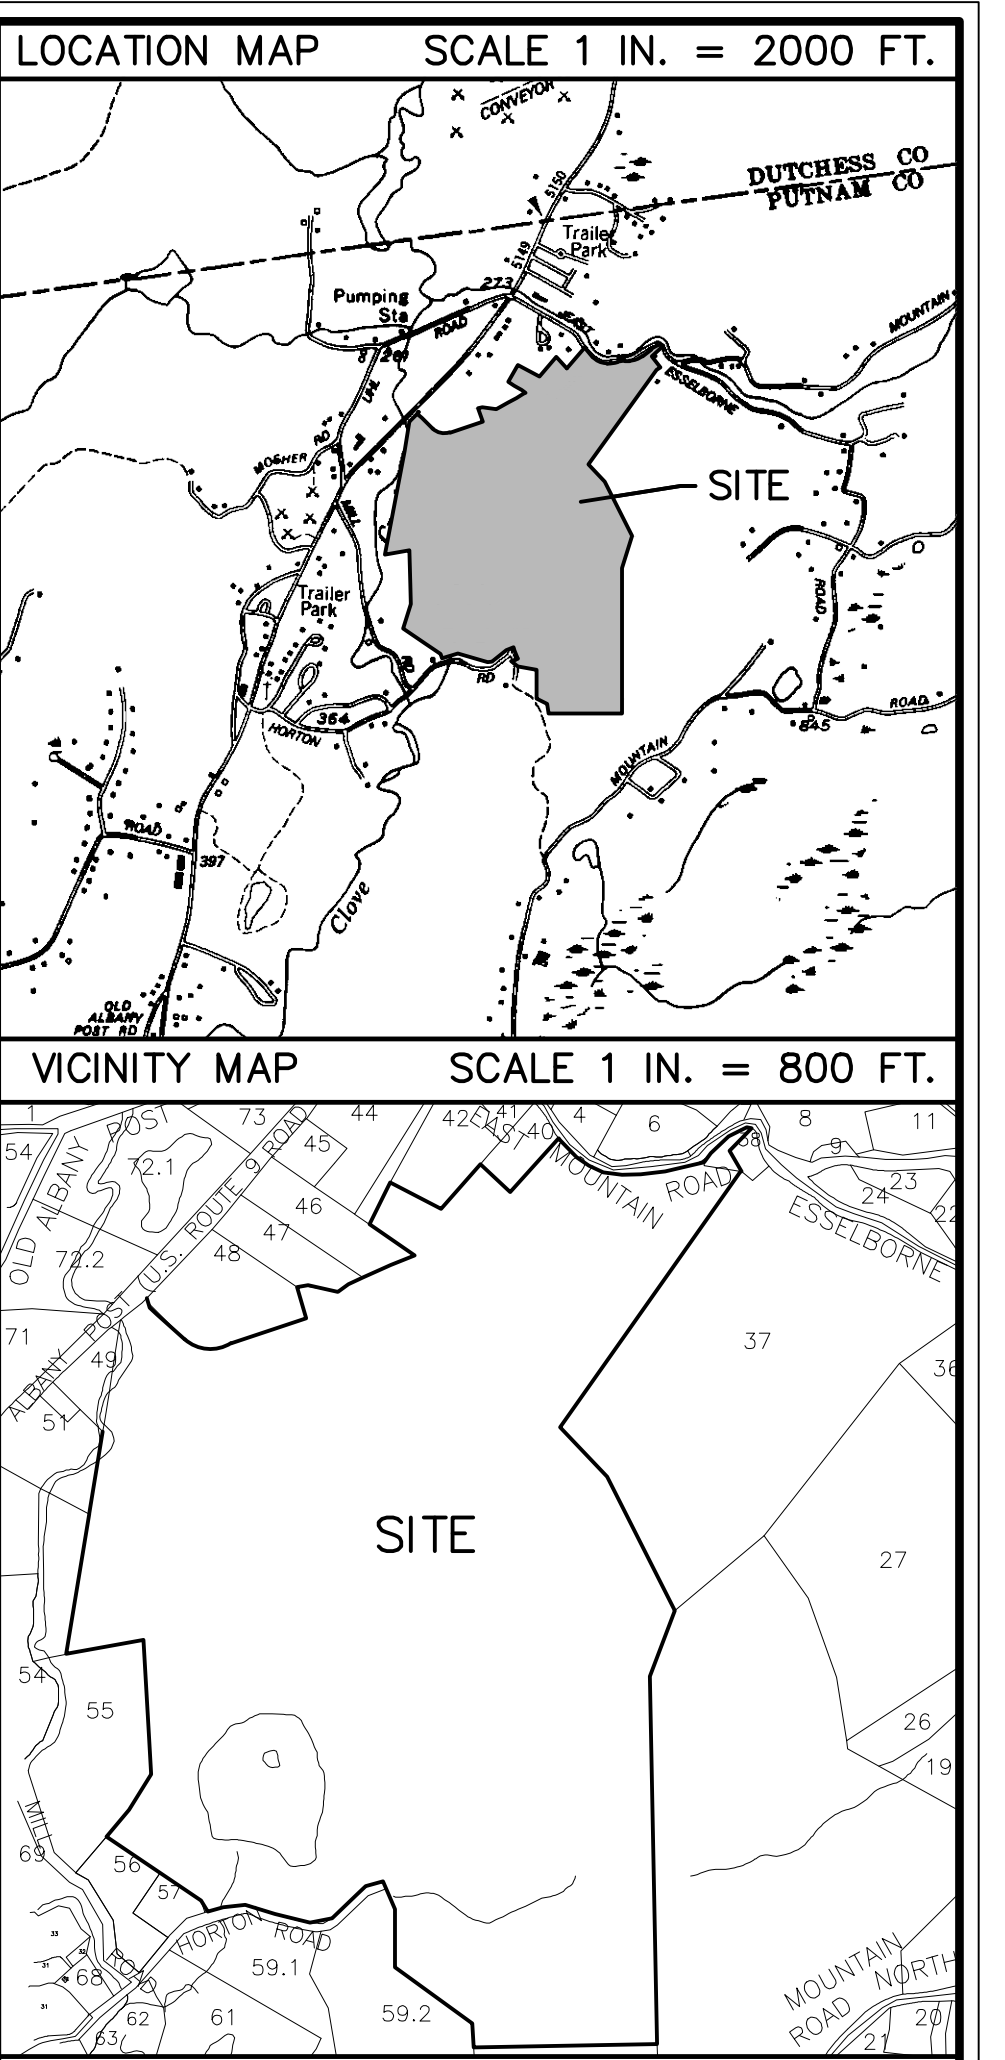 LOCATION MAP SCALE 1 IN. = 2000 FT.
CONVEYOR
DUTCHESS CO
PUTNAM CO
5150
Trailer
Park
5149
273
Pumping
Sta
ROAD
EAST
MOUNTAIN
8
261
UHL
ESSELBORNE
MOSHER RD
SITE
MILL
Trailer
Park
ROAD
RD
RD
364
HORTON
ROAD
845
MOUNTAIN
ROAD
397
Clove
OLD
ALBANY
POST RD
VICINITY MAP SCALE 1 IN. = 800 FT.
1
POST
73
44
42
41
40
4
6
8
9
11
54
45
EAST
38
72.1
OLD ALBANY
MOUNTAIN ROAD
23
24
22
46
47
48
ESSELBORNE
72.2
ALBANY POST (U.S. ROUTE 9 ROAD
71
49
37
36
51
SITE
27
54
55
26
19
MILL
69
56
57
HORTON ROAD
33
32
31
68
ROAD
59.1
MOUNTAIN
ROAD NORTH
31
62
61
59.2
63
20
21